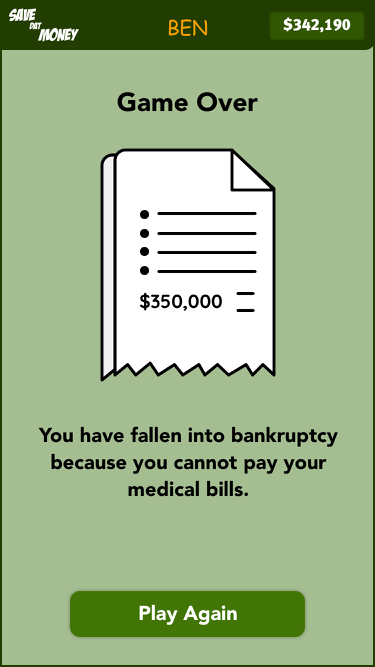 SAVE
DAT
MONEY
BEN
$342,190
Game Over
$350,000
You have fallen into bankruptcy
because you cannot pay your
medical bills.
Play Again